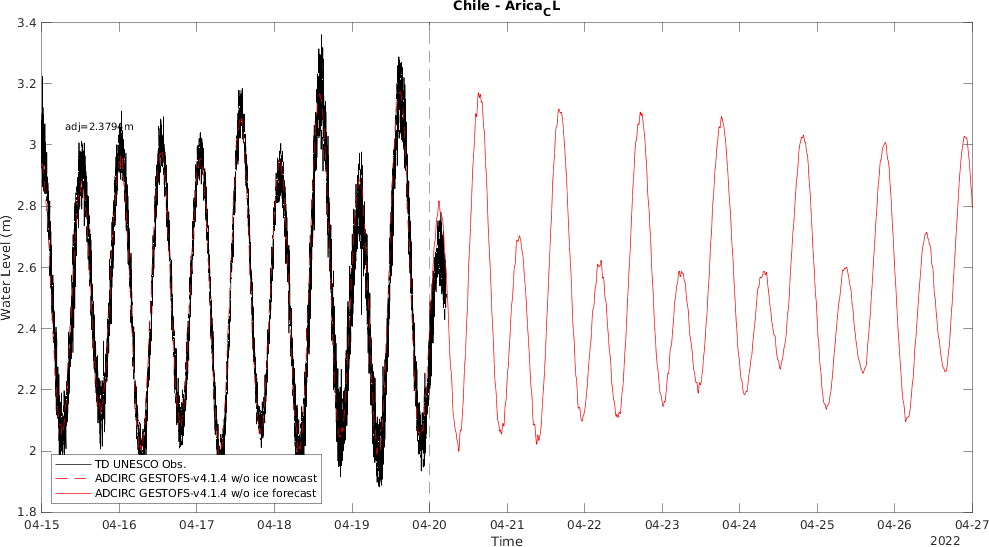 Chile - AricaCL
3.4
3.2
3
2.8
2.6
2.4
2.2
2
1.8
Water Level (m)
adj=2.3794m
TD UNESCO Obs.
ADCIRC GESTOFS-v4.1.4 w/o ice nowcast
ADCIRC GESTOFS-v4.1.4 w/o ice forecast
04-15 04-16 04-17 04-18 04-19 04-20 04-21 04-22 04-23 04-24 04-25 04-26 04-27
Time
2022